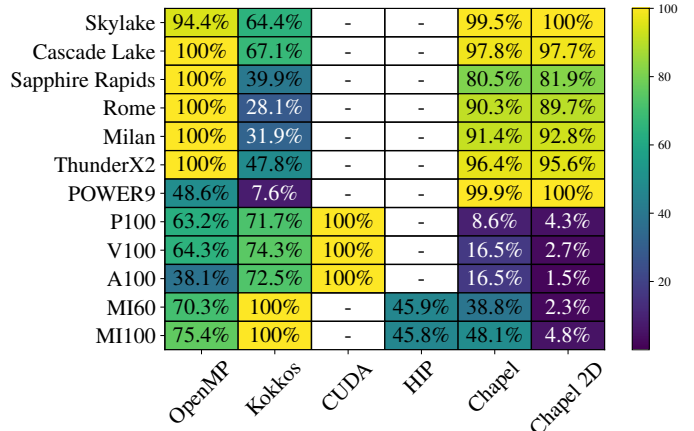 Skylake 94.4% 64.4% - - 99.5% 100%
Cascade Lake 100% 67.1% - - 97.8% 97.7%
Sapphire Rapids 100% 39.9% - - 80.5% 81.9%
Rome 100% 28.1% - - 90.3% 89.7%
Milan 100% 31.9% - - 91.4% 92.8%
ThunderX2 100% 47.8% - - 96.4% 95.6%
POWER9 48.6% 7.6% - - 99.9% 100%
P100 63.2% 71.7% 100% - 8.6% 4.3%
V100 64.3% 74.3% 100% - 16.5% 2.7%
A100 38.1% 72.5% 100% - 16.5% 1.5%
MI60 70.3% 100% - 45.9% 38.8% 2.3%
MI100 75.4% 100% - 45.8% 48.1% 4.8%
OpenMP Kokkos CUDA HIP Chapel Chapel 2D
100
80
60
40
20